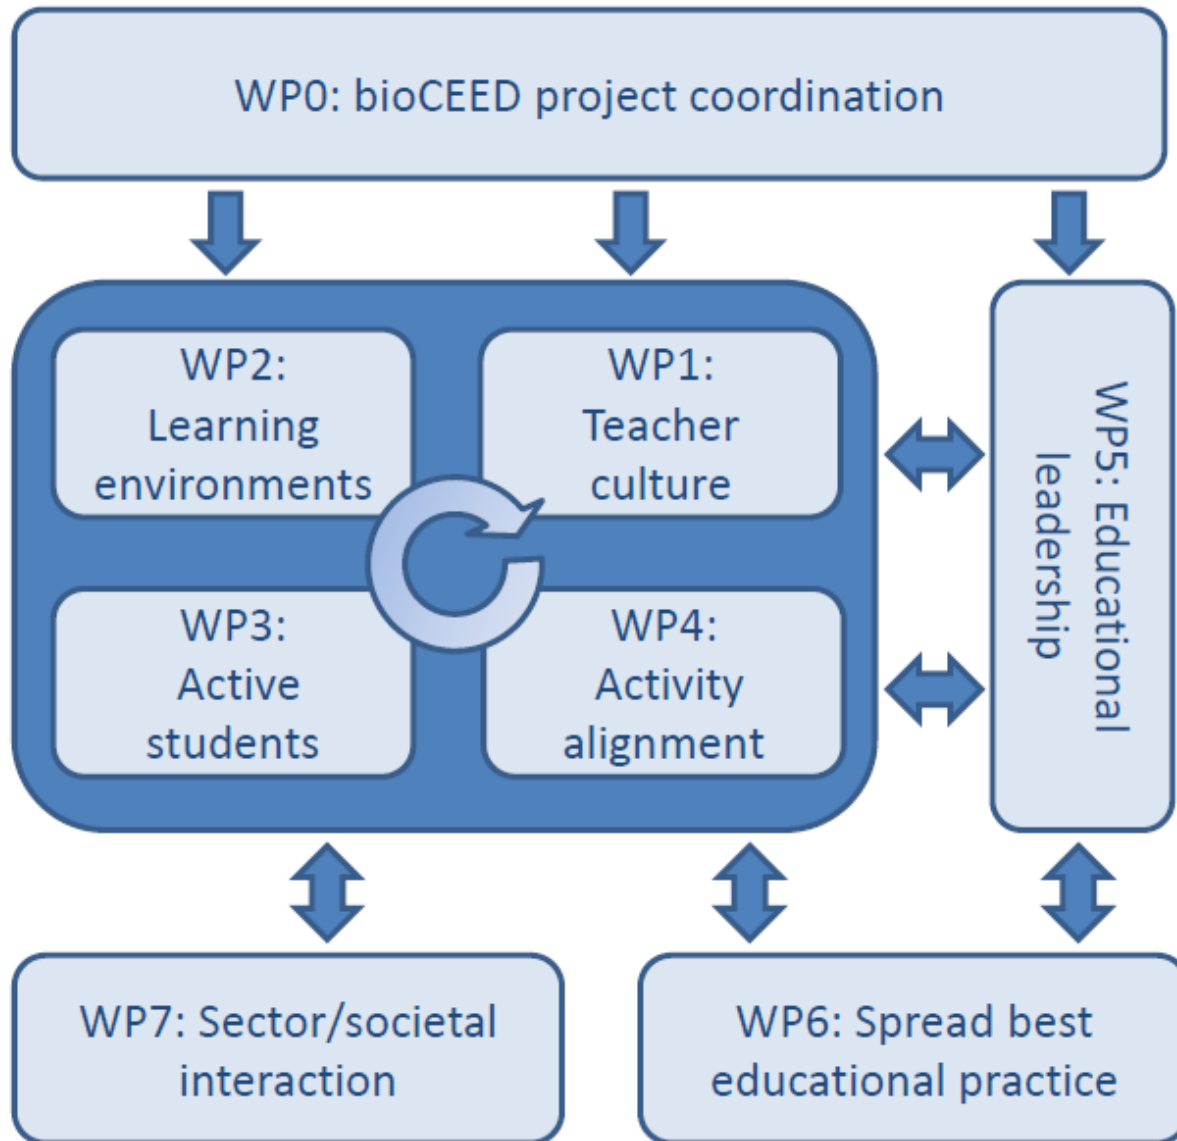 WP0: bioCEED project coordination
WP2:
Learning
environments
WP1:
Teacher
culture
WP3:
Active
students
WP4:
Activity
alignment
WP5: Educational
leadership
WP7: Sector/societal
interaction
WP6: Spread best
educational practice